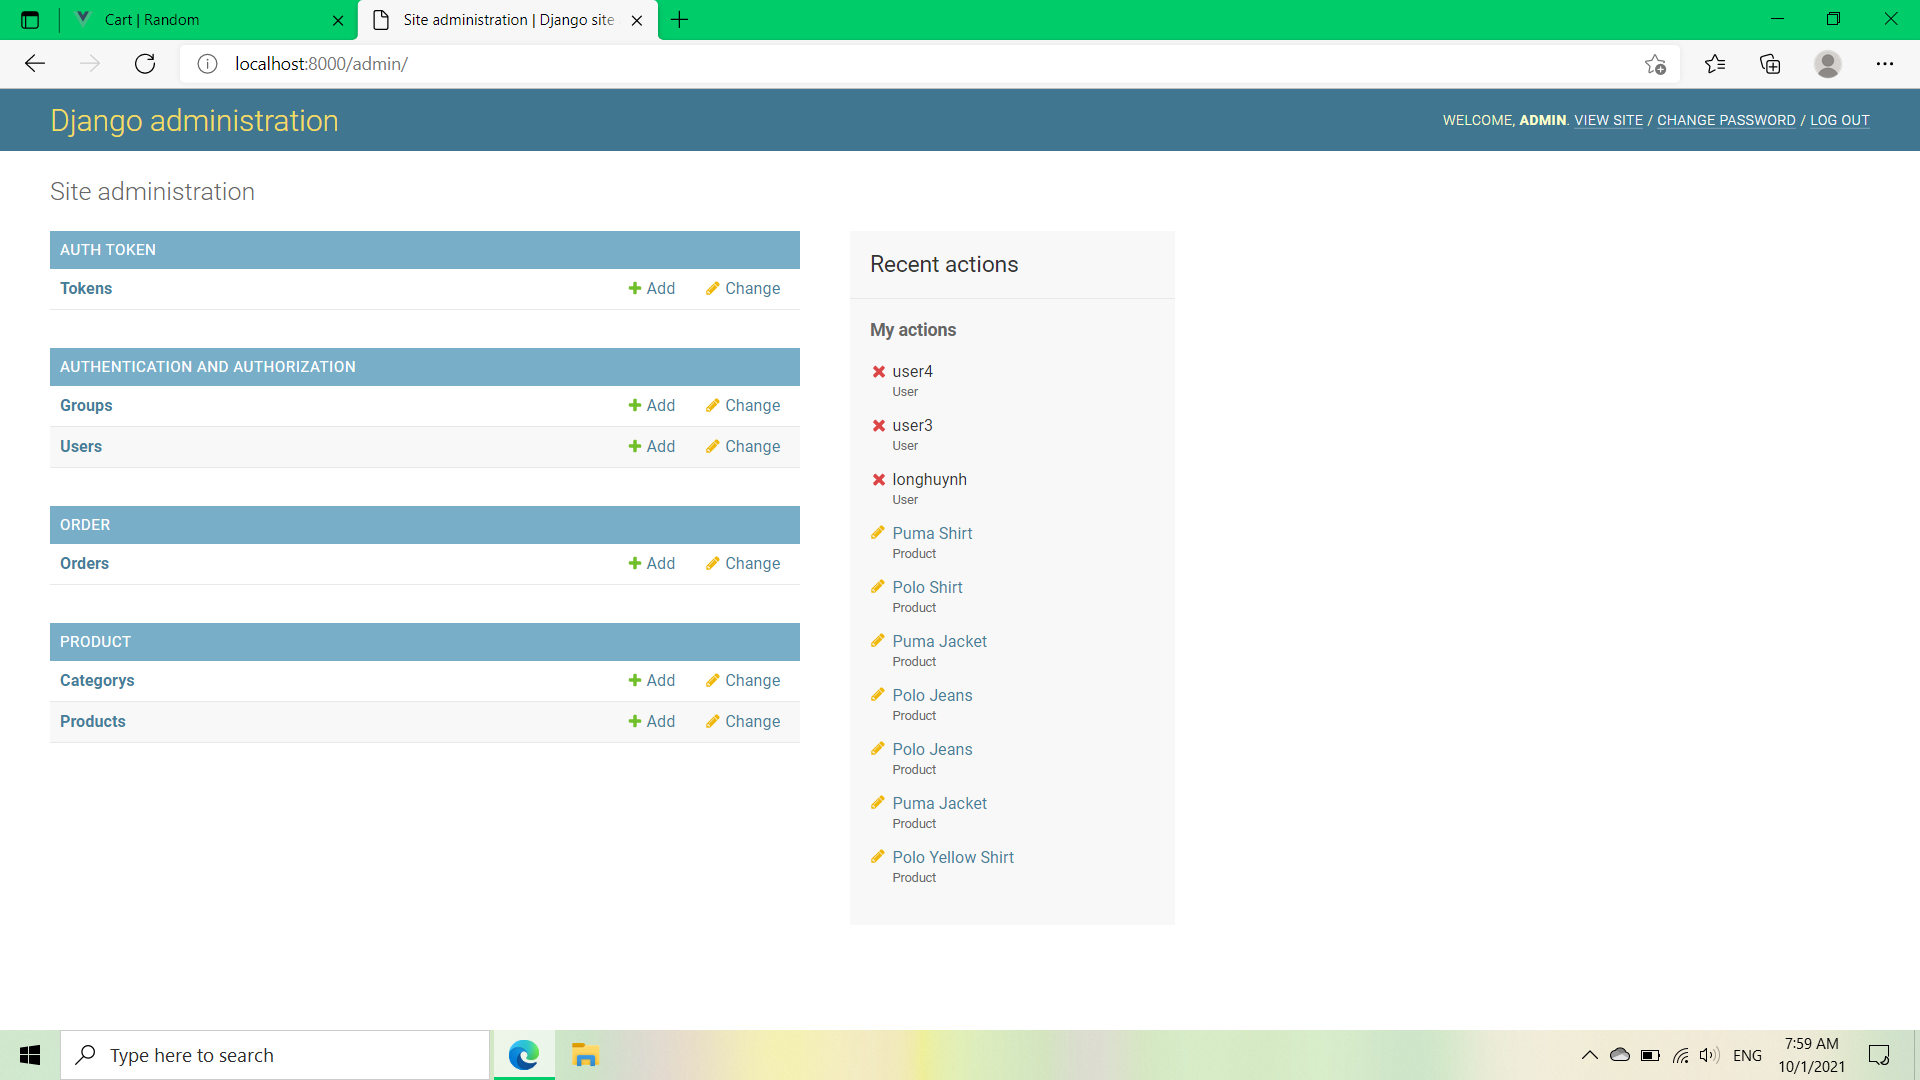 Cart | Random
Site administration | Django site
localhost:8000/admin/
Django administration
WELCOME, ADMIN. VIEW SITE / CHANGE PASSWORD / LOG OUT
Site administration
AUTH TOKEN
Tokens Add Change
AUTHENTICATION AND AUTHORIZATION
Groups Add Change
Users Add Change
ORDER
Orders Add Change
PRODUCT
Categorys Add Change
Products Add Change
Recent actions
My actions
user4
User
user3
User
longhuynh
User
Puma Shirt
Product
Polo Shirt
Product
Puma Jacket
Product
Polo Jeans
Product
Polo Jeans
Product
Puma Jacket
Product
Polo Yellow Shirt
Product
Type here to search
ENG
7:59 AM
10/1/2021